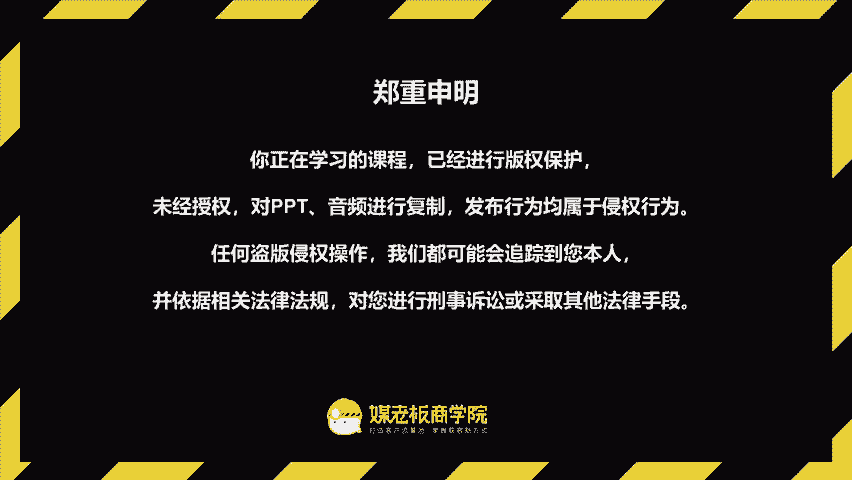 郑重申明
你正在学习的课程，已经进行版权保护，
未经授权，对PPT、音频进行复制，发布行为均属于侵权行为。
任何盗版侵权操作，我们都可能会追踪到您本人，
并依据相关法律法规，对您进行刑事诉讼或采取其他法律手段。
媒老板商学院